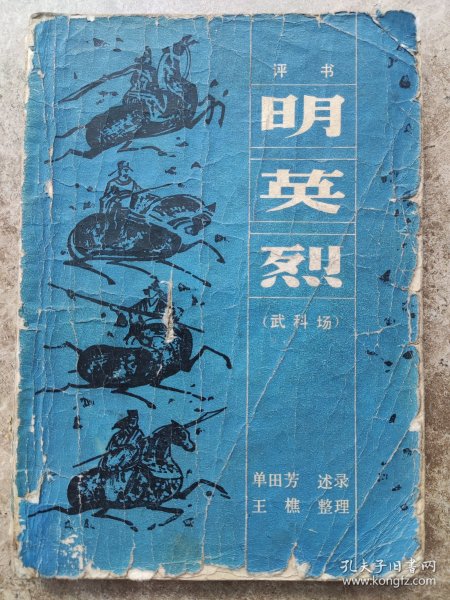 评书
明
英
烈
(武科场)
单田芳 述录
王樵 整理
孔夫子旧书网
www.kongfz.com